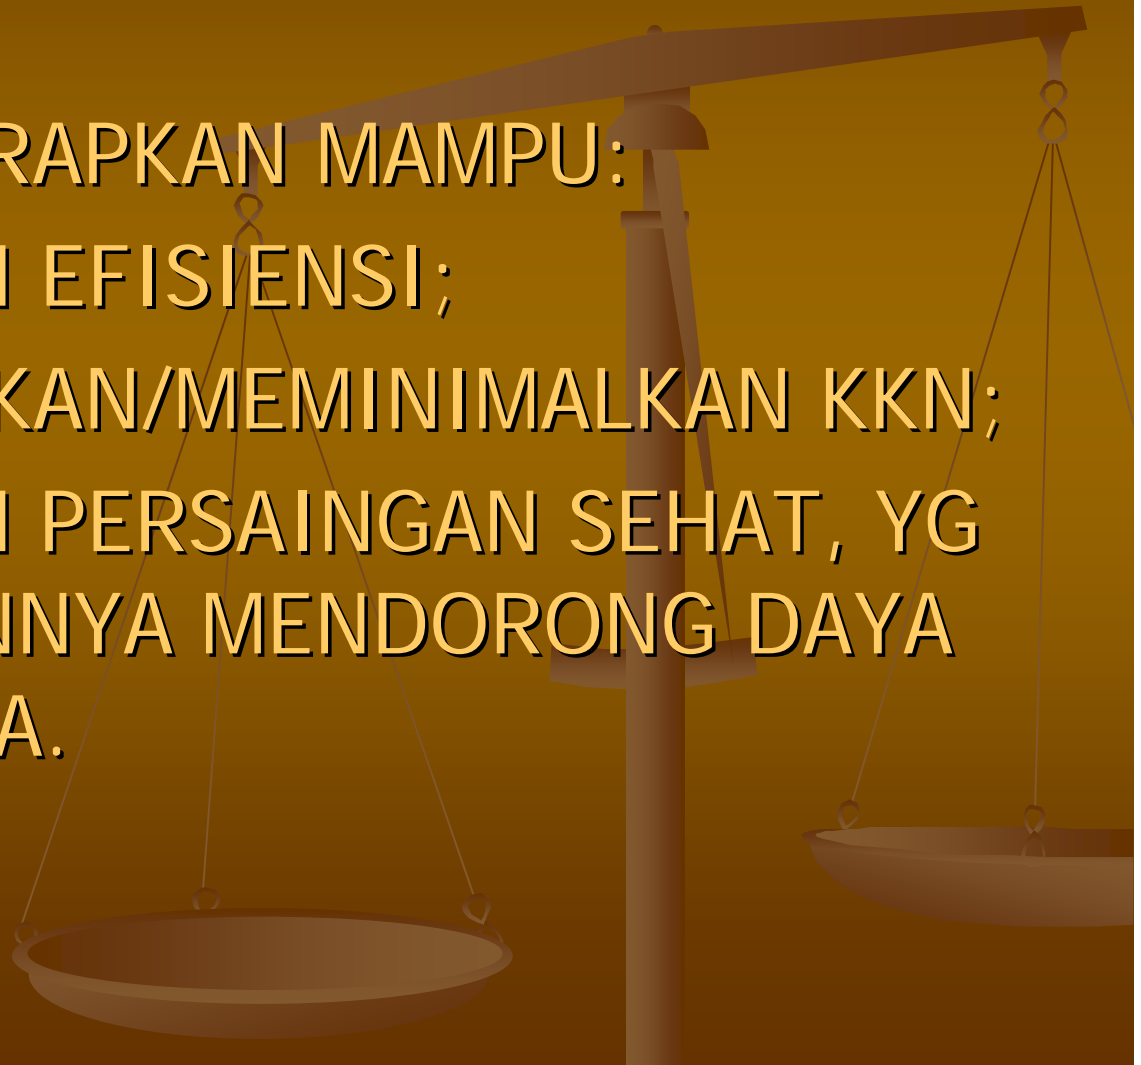 RAPKAN MAMPU:
EFISIENSI;
KAN/MEMINIMALKAN KKN;
PERSAINGAN SEHAT, YG
NNYA MENDORONG DAYA
A.